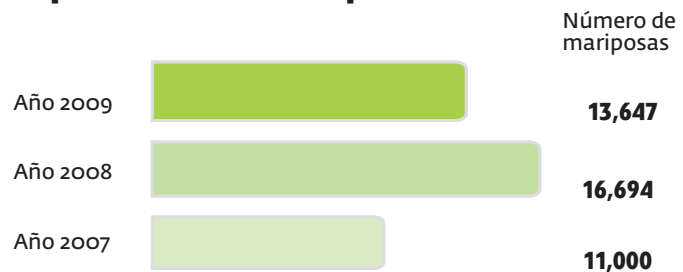 Número de
mariposas
Año 2009
13,647
Año 2008
16,694
Año 2007
11,000